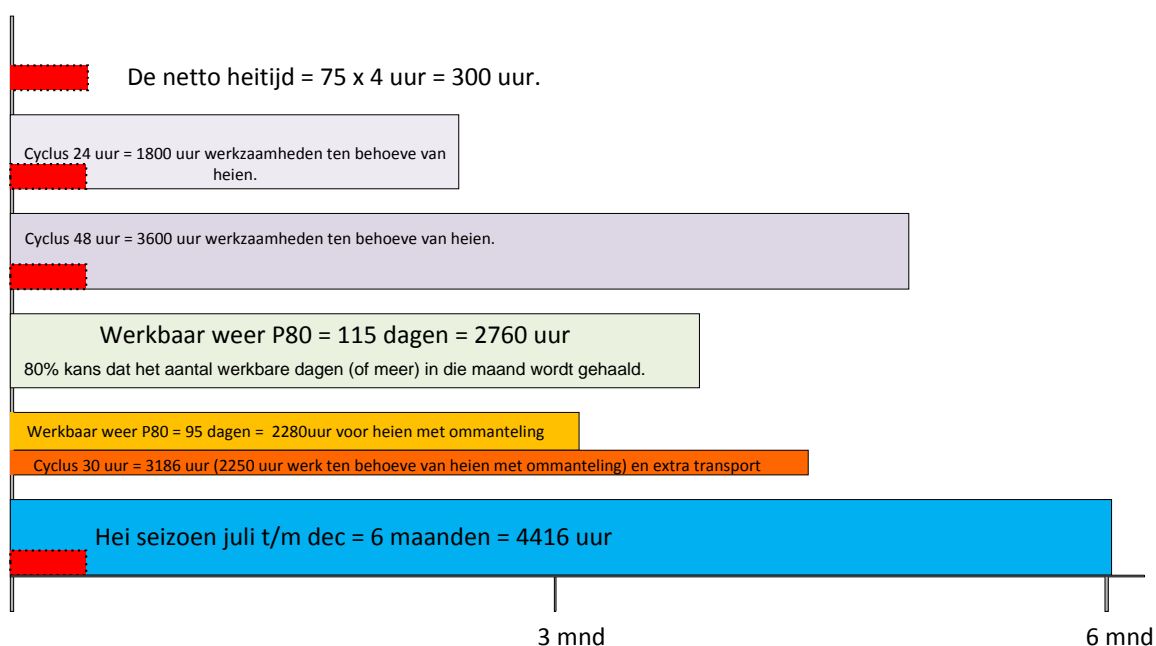 De netto heitijd = 75 x 4 uur = 300 uur.
Cyclus 24 uur = 1800 uur werkzaamheden ten behoeve van
heien.
Cyclus 48 uur = 3600 uur werkzaamheden ten behoeve van heien.
Werkbaar weer P80 = 115 dagen = 2760 uur
80% kans dat het aantal werkbare dagen (of meer) in die maand wordt gehaald.
Werkbaar weer P80 = 95 dagen = 2280uur voor heien met ommanteling
Cyclus 30 uur = 3186 uur (2250 uur werk ten behoeve van heien met ommanteling) en extra transport
Hei seizoen juli t/m dec = 6 maanden = 4416 uur
3 mnd
6 mnd